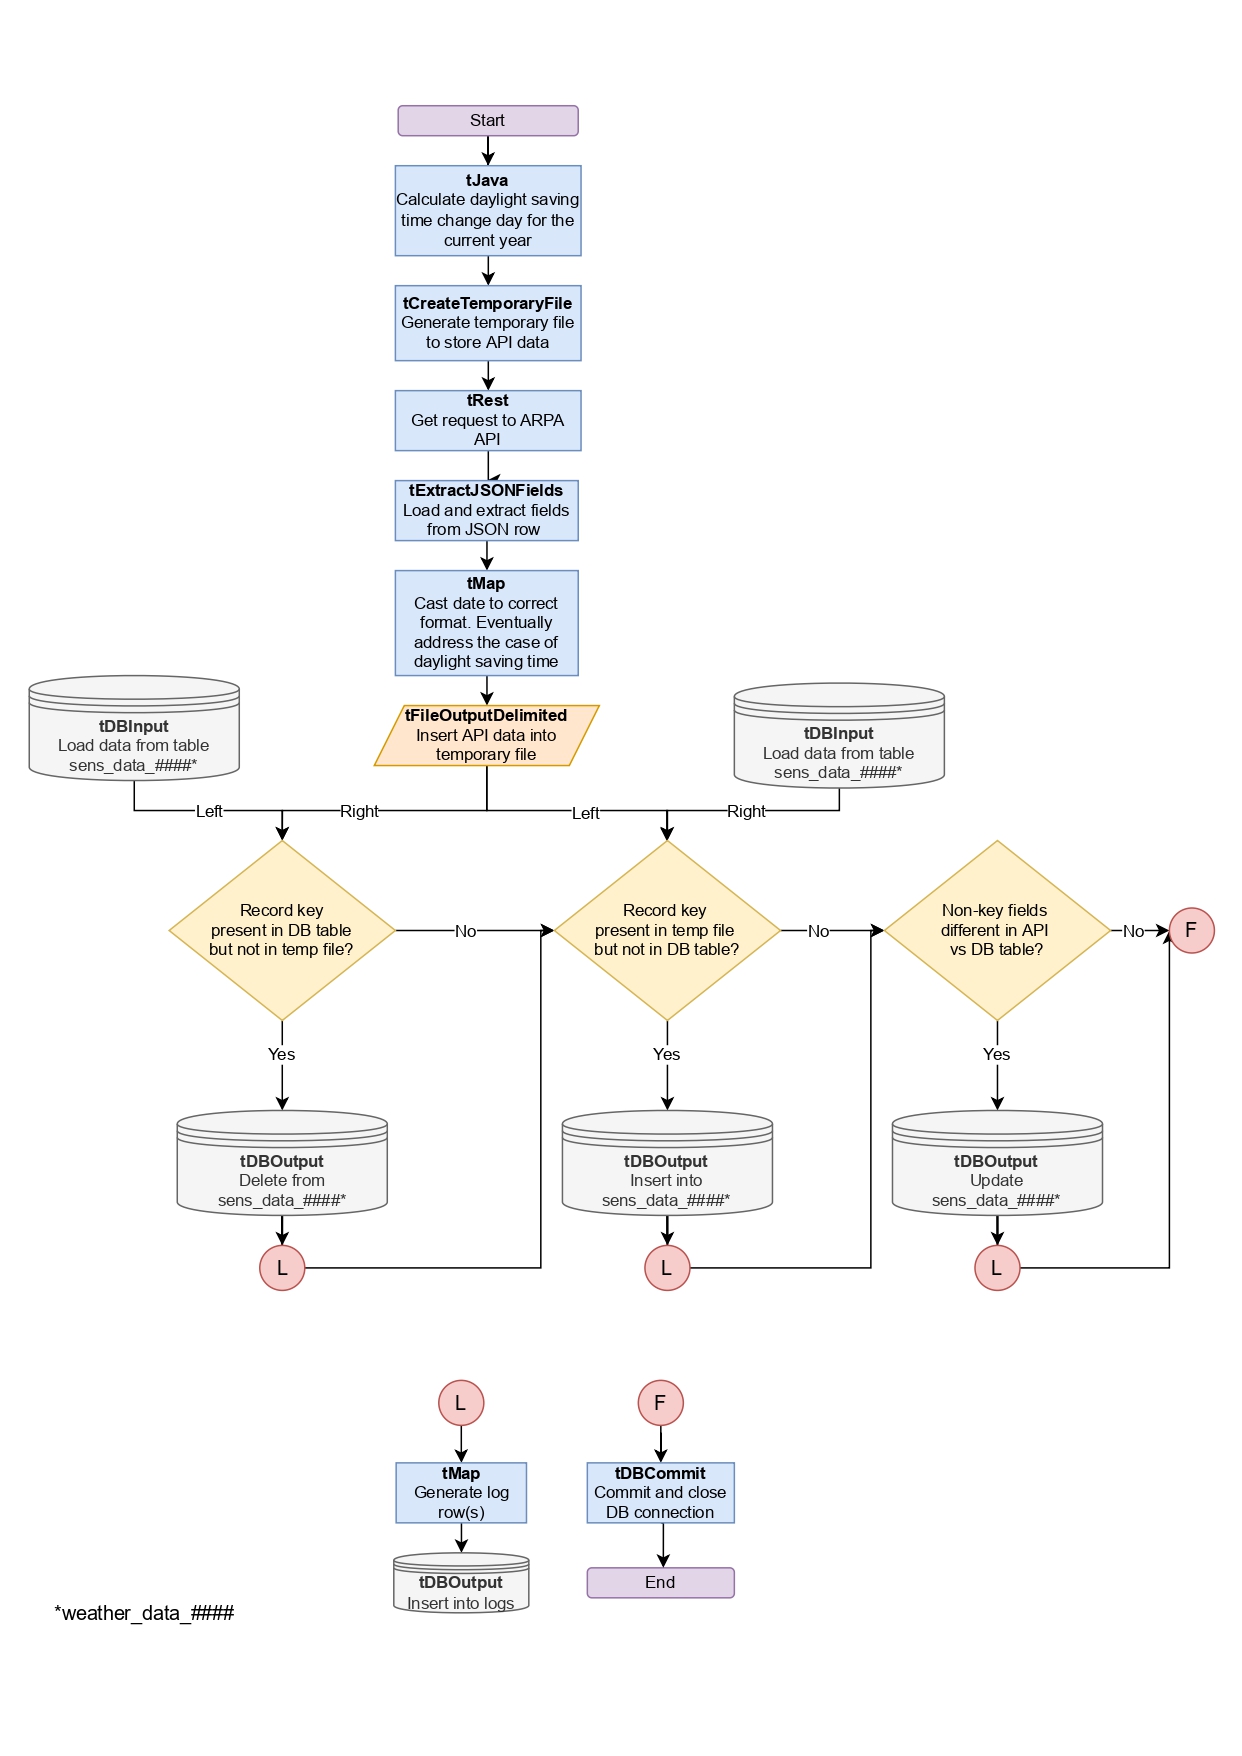 Start
tJava
Calculate daylight saving
time change day for the
current year
tCreateTemporaryFile
Generate temporary file
to store API data
tRest
Get request to ARPA
API
tExtractJSONFields
Load and extract fields
from JSON row
tMap
Cast date to correct
format. Eventually
address the case of
daylight saving time
tDBInput
Load data from table
sens_data_####*
tFileOutputDelimited
Insert API data into
temporary file
tDBInput
Load data from table
sens_data_####*
Left
Right
Left
Right
Record key
present in DB table
but not in temp file?
No
Record key
present in temp file
but not in DB table?
No
Non-key fields
different in API
vs DB table?
No
F
Yes
Yes
Yes
tDBOutput
Delete from
sens_data_####*
tDBOutput
Insert into
sens_data_####*
tDBOutput
Update
sens_data_####*
L
L
L
L
F
tMap
Generate log
row(s)
tDBCommit
Commit and close
DB connection
tDBOutput
Insert into logs
End
*weather_data_####